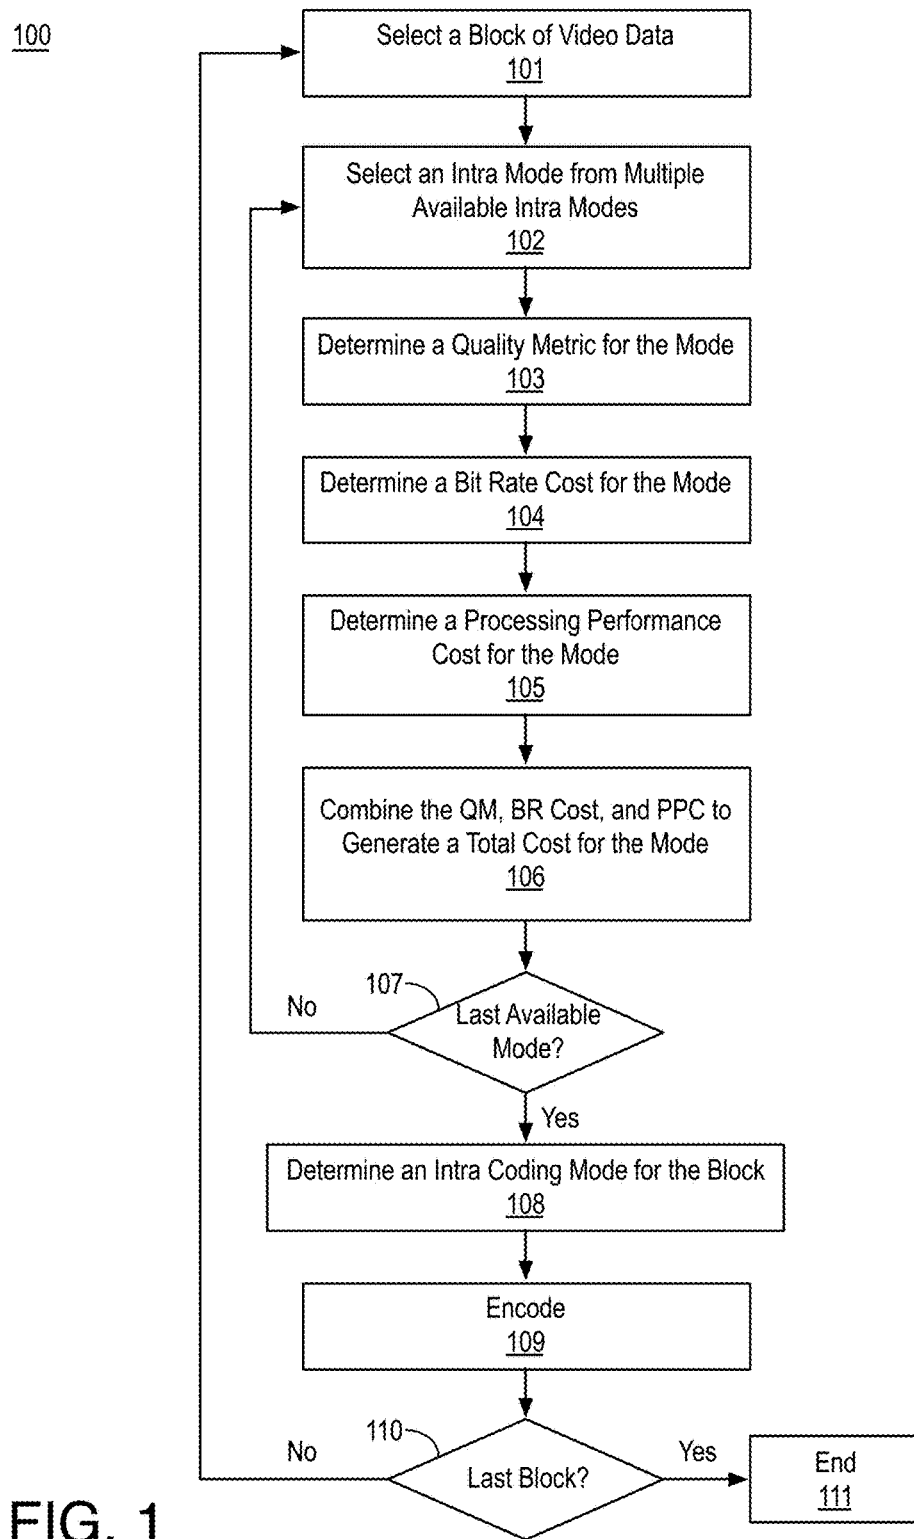 100
Select a Block of Video Data
101
Select an Intra Mode from Multiple
Available Intra Modes
102
Determine a Quality Metric for the Mode
103
Determine a Bit Rate Cost for the Mode
104
Determine a Processing Performance
Cost for the Mode
105
Combine the QM, BR Cost, and PPC to
Generate a Total Cost for the Mode
106
107
No
Last Available
Mode?
Yes
Determine an Intra Coding Mode for the Block
108
Encode
109
110
No
Last Block?
Yes
End
111
FIG. 1